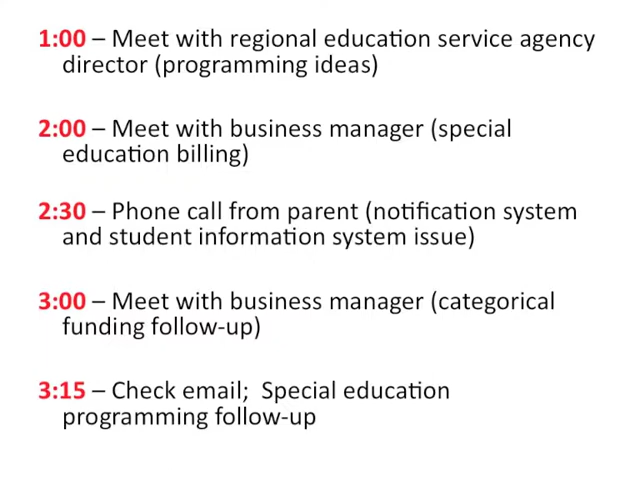 1:00 – Meet with regional education service agency
director (programming ideas)
2:00 – Meet with business manager (special
education billing)
2:30 – Phone call from parent (notification system
and student information system issue)
3:00 – Meet with business manager (categorical
funding follow-up)
3:15 – Check email;  Special education
programming follow-up